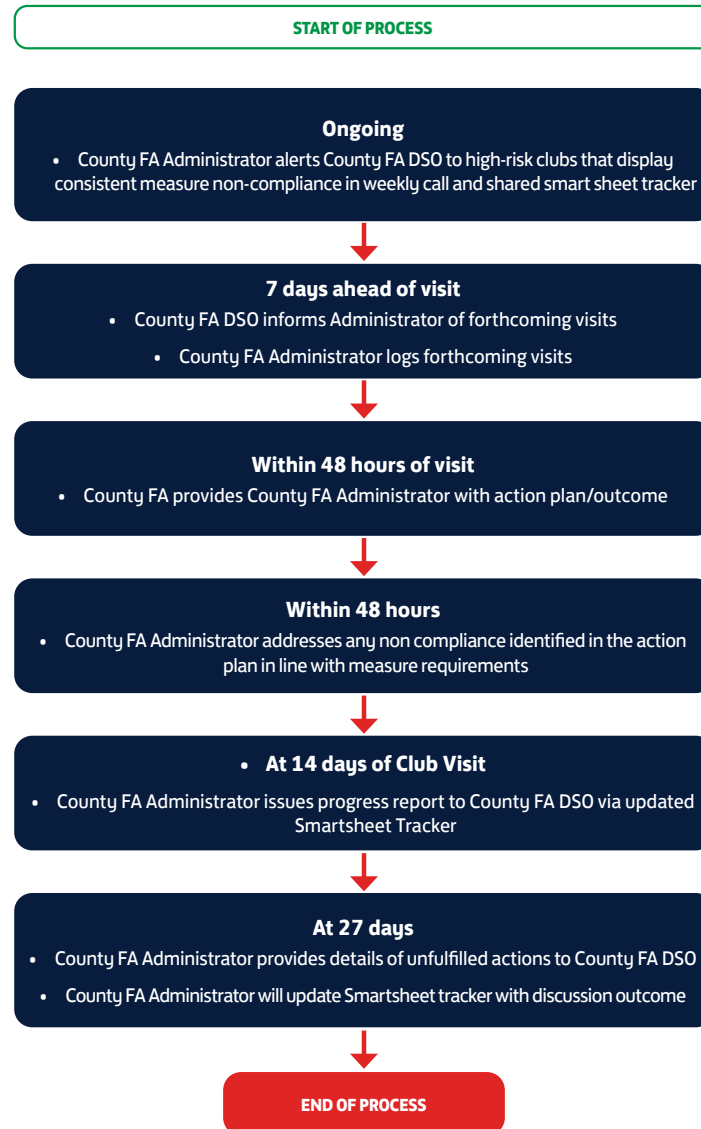 START OF PROCESS
Ongoing
• County FA Administrator alerts County FA DSO to high-risk clubs that display
consistent measure non-compliance in weekly call and shared smart sheet tracker
7 days ahead of visit
• County FA DSO informs Administrator of forthcoming visits
• County FA Administrator logs forthcoming visits
Within 48 hours of visit
• County FA provides County FA Administrator with action plan/outcome
Within 48 hours
• County FA Administrator addresses any non compliance identified in the action
plan in line with measure requirements
• At 14 days of Club Visit
• County FA Administrator issues progress report to County FA DSO via updated
Smartsheet Tracker
At 27 days
• County FA Administrator provides details of unfulfilled actions to County FA DSO
• County FA Administrator will update Smartsheet tracker with discussion outcome
END OF PROCESS